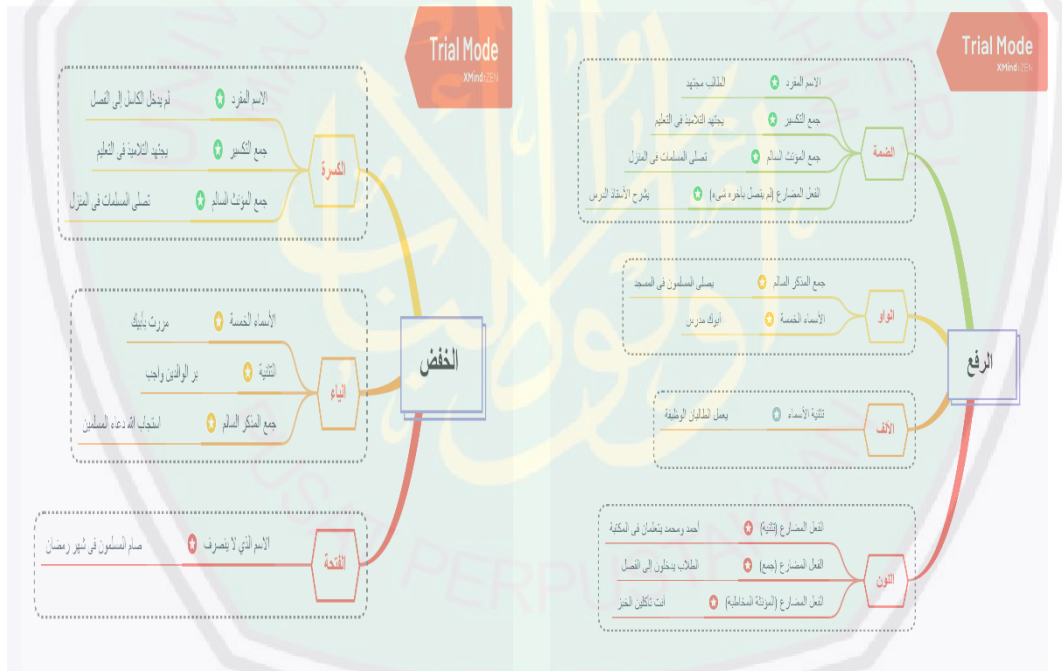 Trial Mode
XMind:ZEN
الرفع
الضمة
الاسم المفرد
الطالب مجتهد
جمع التكسير
يجتهد التلاميذ في التعليم
جمع المؤنث السالم
تصلى المسلمات في المنزل
الفعل المضارع (لم يتصل بآخره شيء)
يشرح الأستاذ الدرس
الواو
جمع المذكر السالم
يصلى المسلمون في المسجد
الأسماء الخمسة
أبوك مدرس
الألف
تثنية الأسماء
يعمل الطالبان الوظيفة
النون
الفعل المضارع (تثنية)
أحمد ومحمد يتعلمان في المكتبة
الفعل المضارع (جمع)
الطلاب يدخلون إلى الفصل
الفعل المضارع (المؤنثة المخاطبة)
أنت تأكلين الخبز
Trial Mode
XMind:ZEN
الخفض
الكسرة
الاسم المفرد
لم يدخل الكاسل إلى الفصل
جمع التكسير
يجتهد التلاميذ في التعليم
جمع المؤنث السالم
تصلى المسلمات في المنزل
الياء
الأسماء الخمسة
مررت بأبيك
التثنية
بر الوالدين واجب
جمع المذكر السالم
استجاب الله دعاء المسلمين
الفتحة
الاسم الذي لا ينصرف
صام المسلمون في شهر رمضان